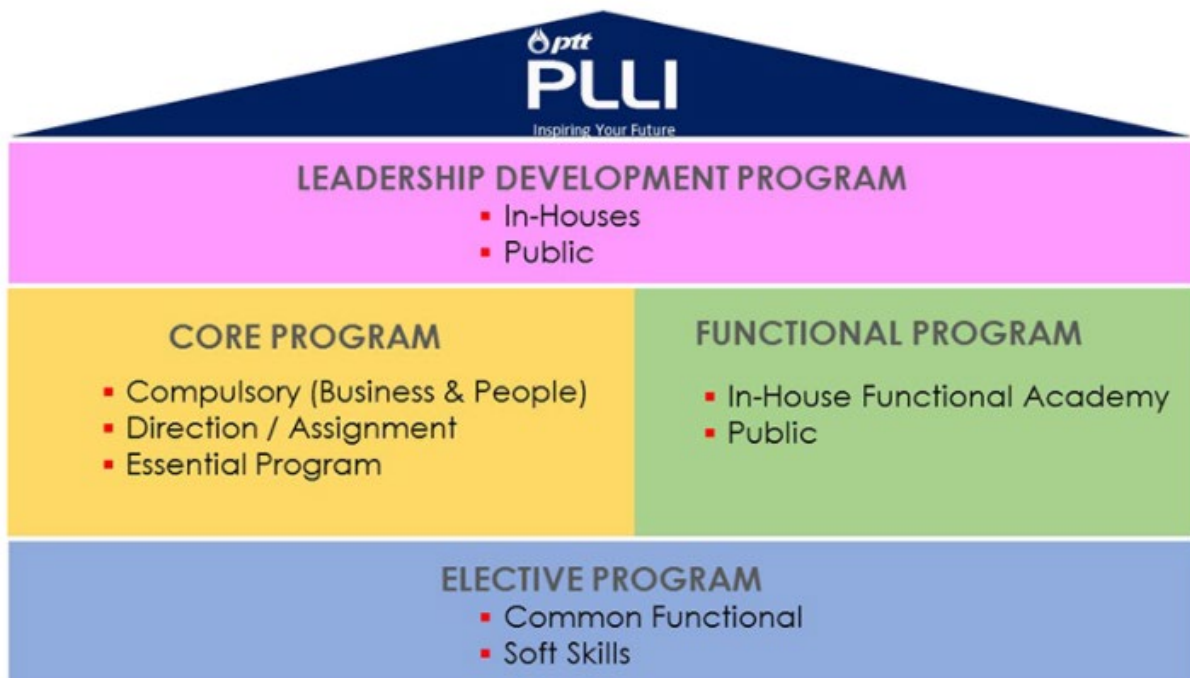 ptt
PLLI
Inspiring Your Future
LEADERSHIP DEVELOPMENT PROGRAM
▪ In-Houses
▪ Public
CORE PROGRAM
▪ Compulsory (Business & People)
▪ Direction / Assignment
▪ Essential Program
FUNCTIONAL PROGRAM
▪ In-House Functional Academy
▪ Public
ELECTIVE PROGRAM
▪ Common Functional
▪ Soft Skills